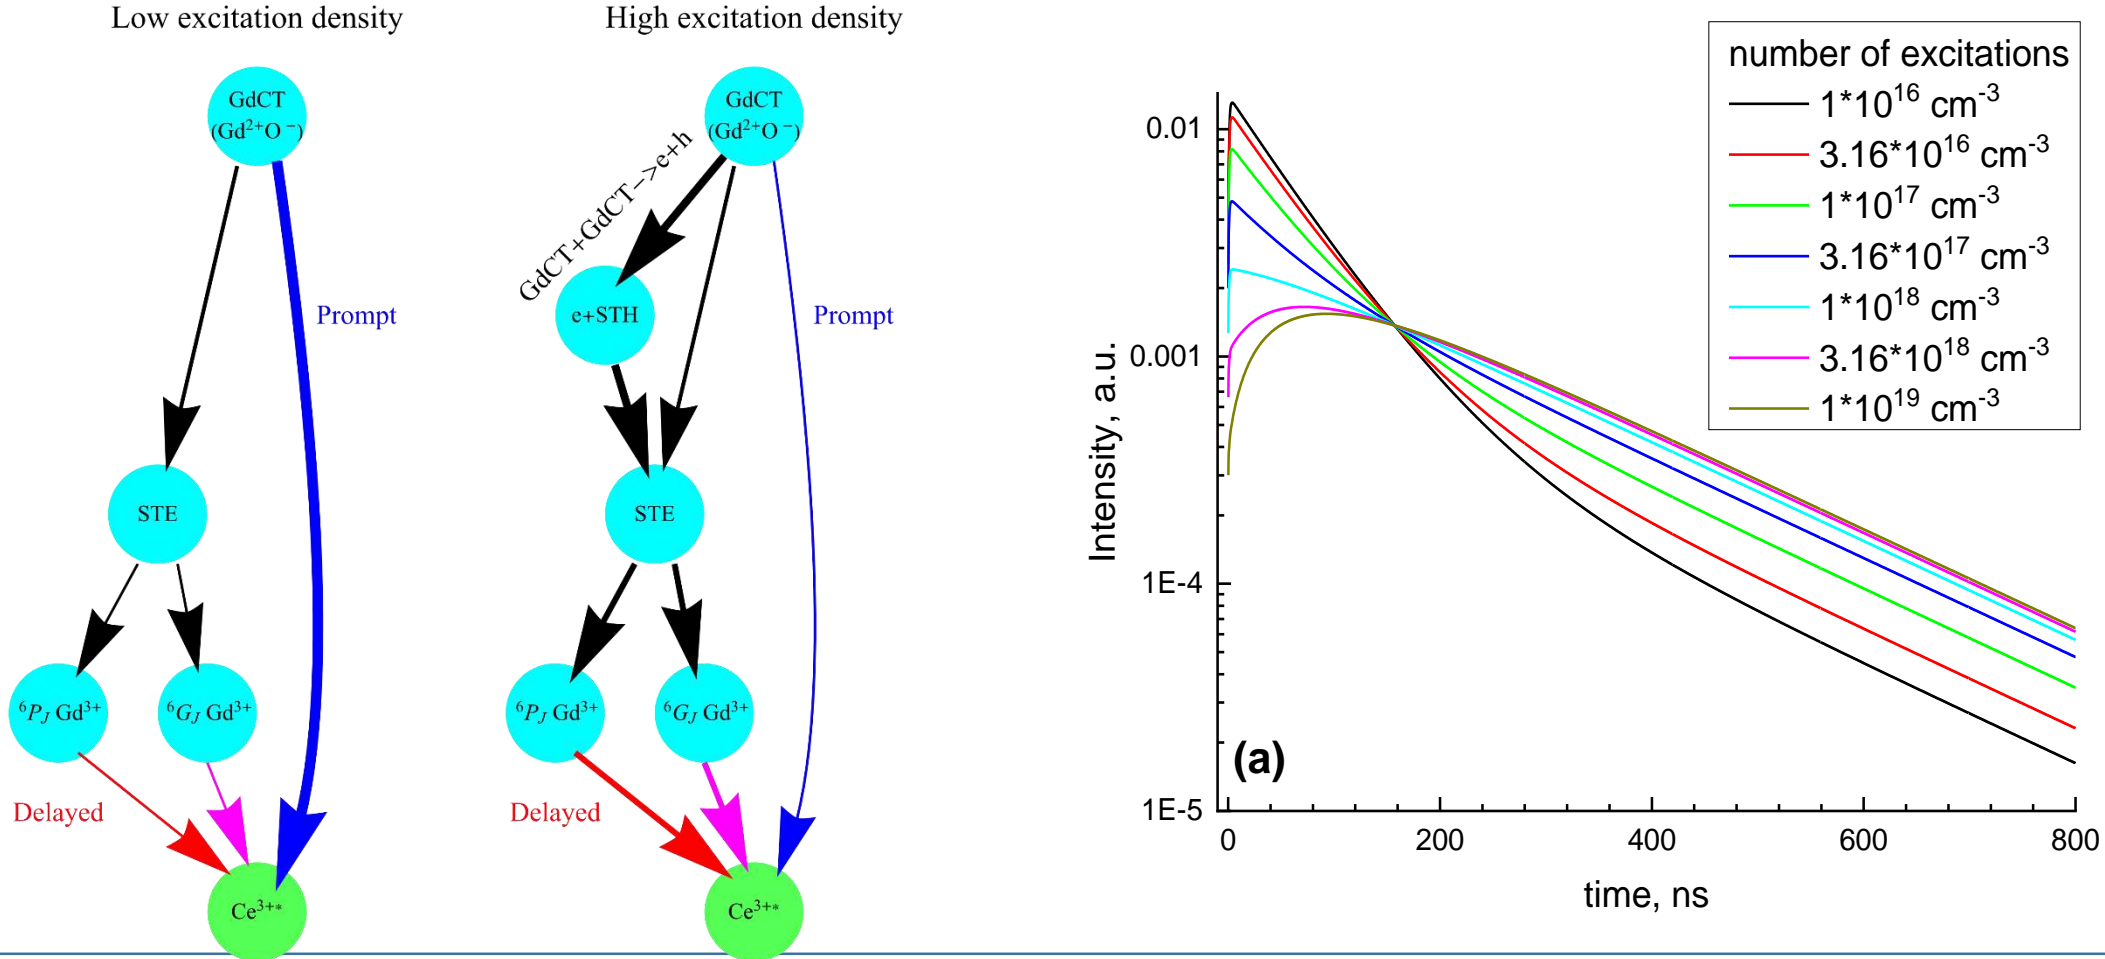 Low excitation density
GdCT
(Gd²⁺O⁻)
Prompt
STE
⁶P_J Gd³⁺
⁶G_J Gd³⁺
Delayed
Ce³⁺*
High excitation density
GdCT
(Gd²⁺O⁻)
GdCT+GdCT−>e+h
e+STH
Prompt
STE
⁶P_J Gd³⁺
⁶G_J Gd³⁺
Delayed
Ce³⁺*
number of excitations
1*10¹⁶ cm⁻³
3.16*10¹⁶ cm⁻³
1*10¹⁷ cm⁻³
3.16*10¹⁷ cm⁻³
1*10¹⁸ cm⁻³
3.16*10¹⁸ cm⁻³
1*10¹⁹ cm⁻³
Intensity, a.u.
0.01
0.001
1E-4
1E-5
(a)
0 200 400 600 800
time, ns